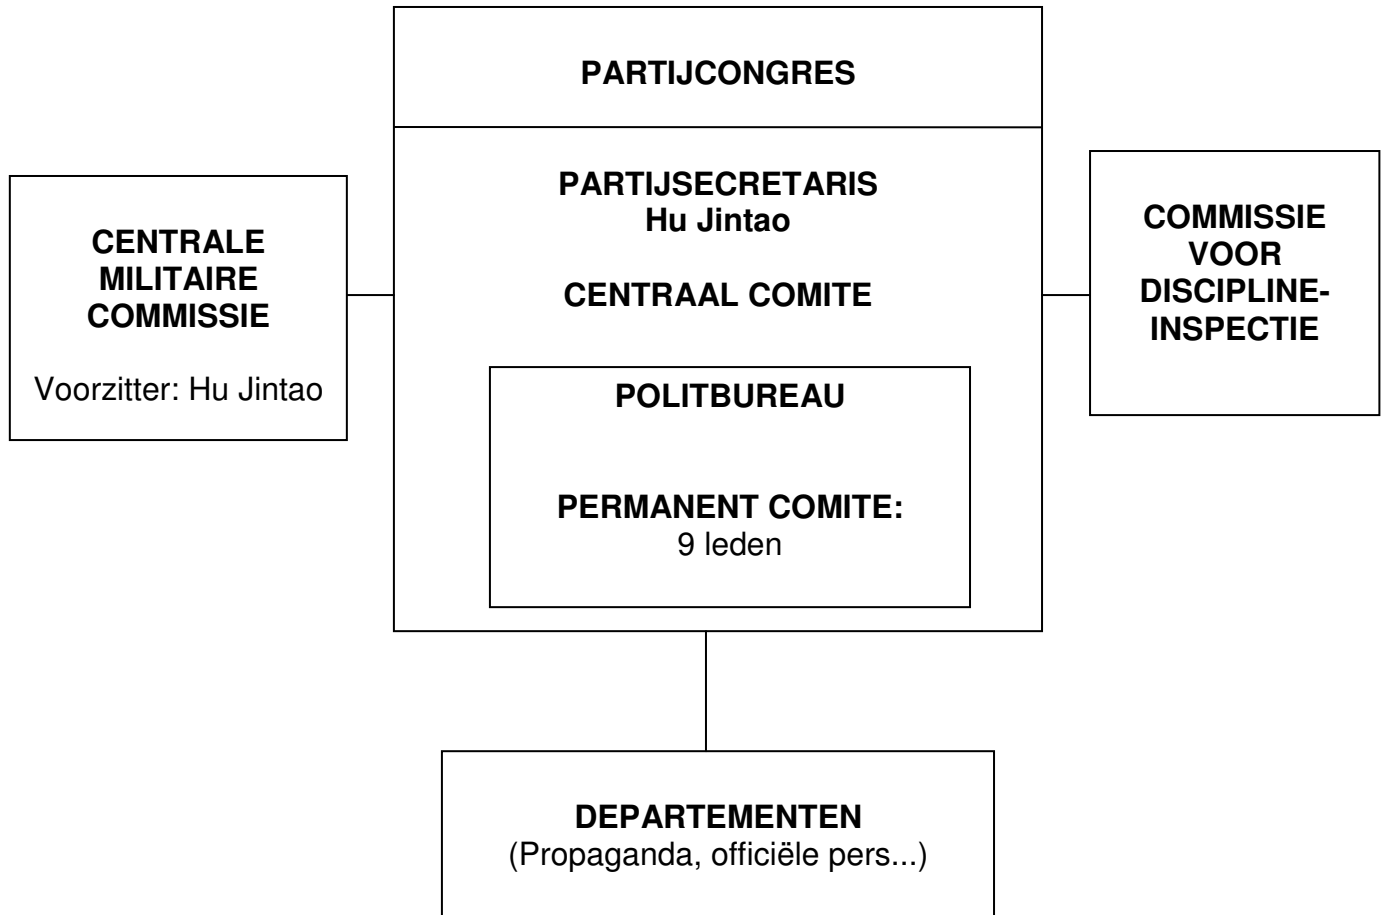 PARTIJCONGRES
PARTIJSECRETARIS
Hu Jintao
CENTRAAL COMITE
POLITBUREAU
PERMANENT COMITE:
9 leden
CENTRALE
MILITAIRE
COMMISSIE
Voorzitter: Hu Jintao
COMMISSIE
VOOR
DISCIPLINE-
INSPECTIE
DEPARTEMENTEN
(Propaganda, officiële pers...)